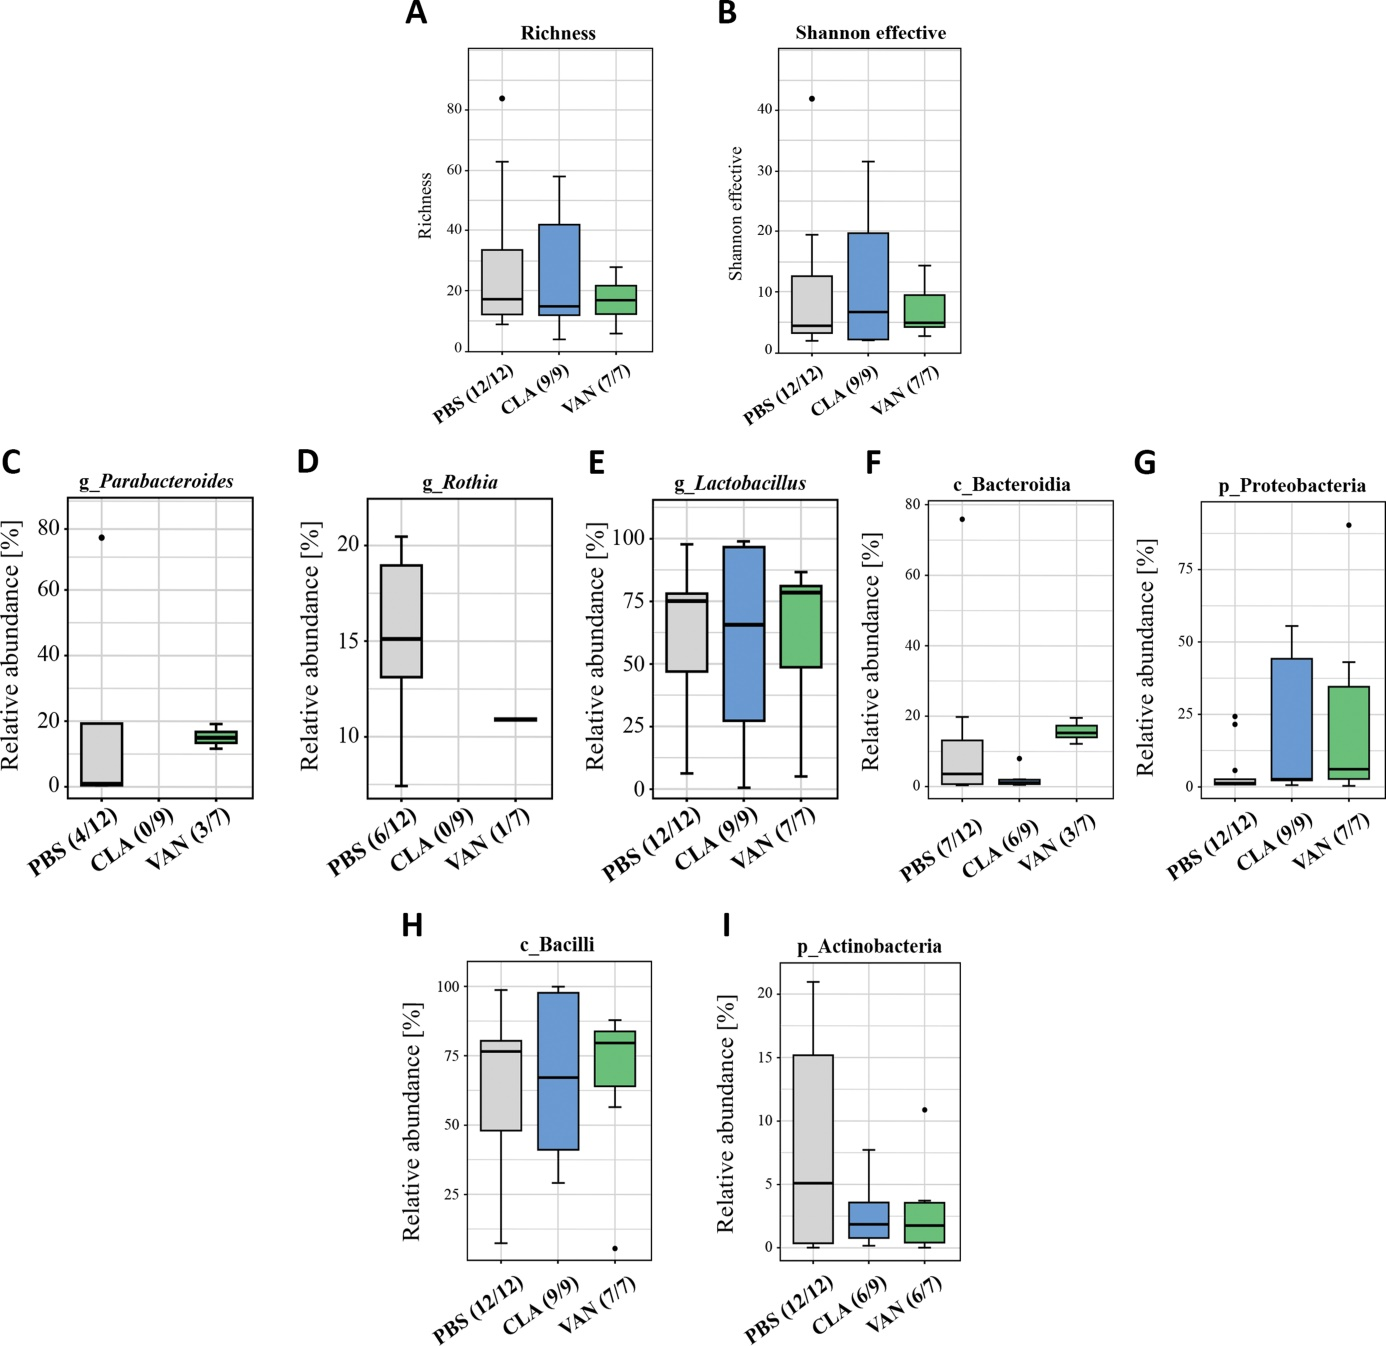 A
Richness
Richness
80
60
40
20
0
PBS (12/12)
CLA (9/9)
VAN (7/7)
B
Shannon effective
Shannon effective
40
30
20
10
0
PBS (12/12)
CLA (9/9)
VAN (7/7)
C
g_Parabacteroides
Relative abundance [%]
80
60
40
20
0
PBS (4/12)
CLA (0/9)
VAN (3/7)
D
g_Rothia
Relative abundance [%]
20
15
10
PBS (6/12)
CLA (0/9)
VAN (1/7)
E
g_Lactobacillus
Relative abundance [%]
100
75
50
25
0
PBS (12/12)
CLA (9/9)
VAN (7/7)
F
c_Bacteroidia
Relative abundance [%]
80
60
40
20
0
PBS (7/12)
CLA (6/9)
VAN (3/7)
G
p_Proteobacteria
Relative abundance [%]
75
50
25
0
PBS (12/12)
CLA (9/9)
VAN (7/7)
H
c_Bacilli
Relative abundance [%]
100
75
50
25
PBS (12/12)
CLA (9/9)
VAN (7/7)
I
p_Actinobacteria
Relative abundance [%]
20
15
10
5
0
PBS (12/12)
CLA (6/9)
VAN (6/7)